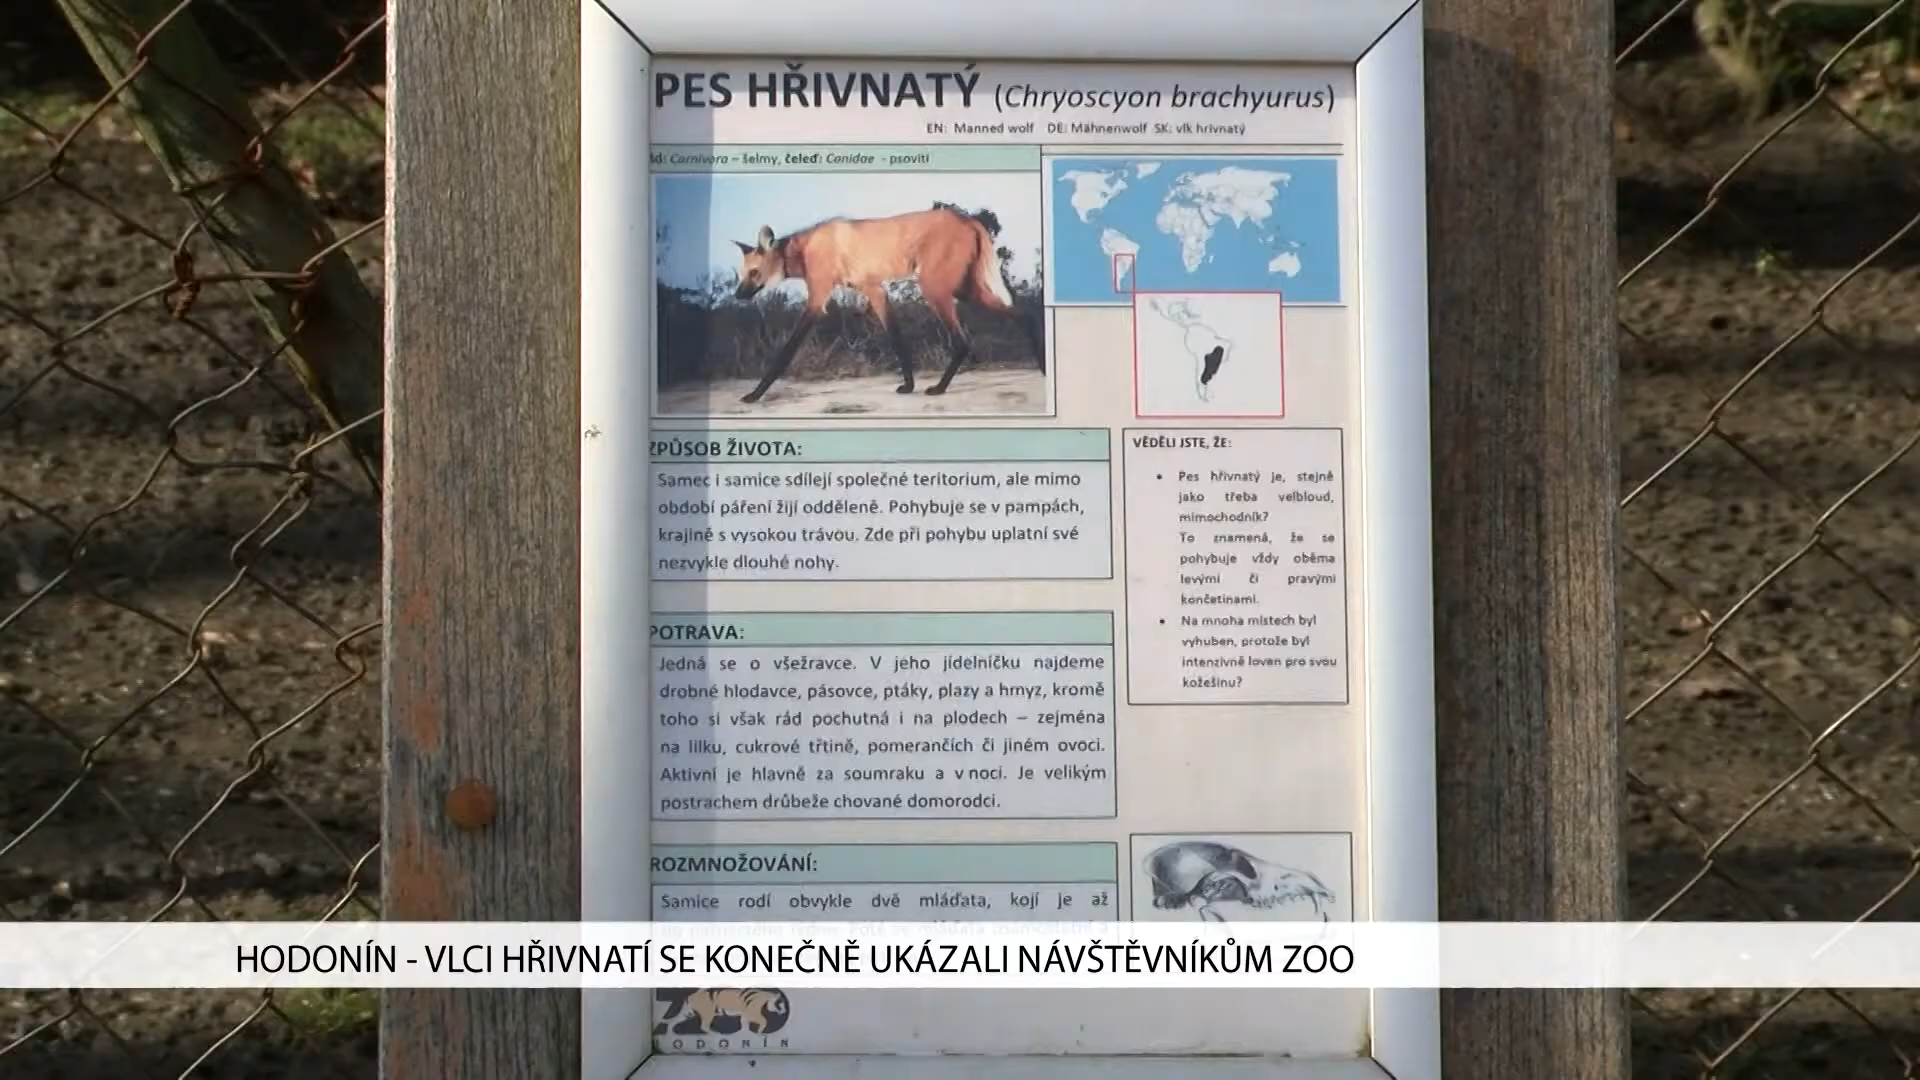 PES HŘIVNATÝ (Chryoscyon brachyurus)
EN: Manned wolf DE: Mähnenwolf SK: vlk hrivnatý
ád: Carnivora – šelmy, čeleď: Canidae - psovití
ZPŮSOB ŽIVOTA:
Samec i samice sdílejí společné teritorium, ale mimo
období páření žijí odděleně. Pohybuje se v pampách,
krajině s vysokou trávou. Zde při pohybu uplatní své
nezvykle dlouhé nohy.
VĚDĚLI JSTE, ŽE:
• Pes hřivnatý je, stejně
jako třeba velbloud,
mimochodník?
To znamená, že se
pohybuje vždy oběma
levými či pravými
končetinami.
• Na mnoha místech byl
vyhuben, protože byl
intenzivně loven pro svou
kožešinu?
POTRAVA:
Jedná se o všežravce. V jeho jídelníčku najdeme
drobné hlodavce, pásovce, ptáky, plazy a hmyz, kromě
toho si však rád pochutná i na plodech – zejména
na lilku, cukrové třtině, pomerančích či jiném ovoci.
Aktivní je hlavně za soumraku a v noci. Je velikým
postrachem drůbeže chované domorodci.
ROZMNOŽOVÁNÍ:
Samice rodí obvykle dvě mláďata, kojí je až
HODONÍN - VLCI HŘIVNATÍ SE KONEČNĚ UKÁZALI NÁVŠTĚVNÍKŮM ZOO
ZOO
HODONÍN